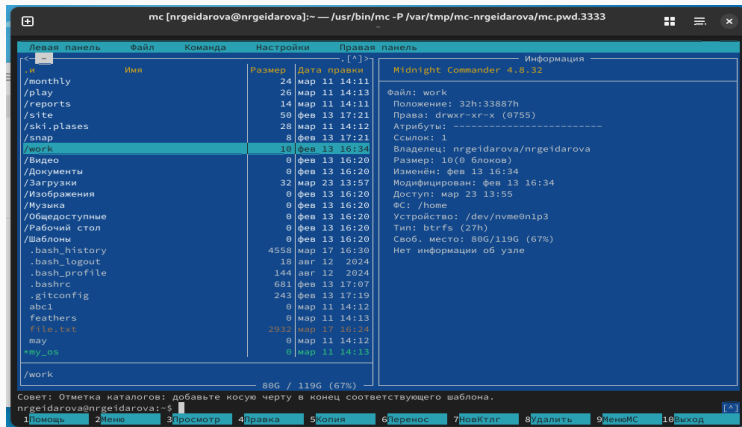 mc [nrgeidarova@nrgeidarova]:~ — /usr/bin/mc -P /var/tmp/mc-nrgeidarova/mc.pwd.3333
Левая панель Файл Команда Настройки Правая панель
<─ ~ .[^]>
.и Имя Размер Дата правки
/monthly 24 мар 11 14:11
/play 26 мар 11 14:13
/reports 14 мар 11 14:11
/site 50 фев 13 17:21
/ski.plases 28 мар 11 14:12
/snap 8 фев 13 17:21
/work 10 фев 13 16:34
/Видео 0 фев 13 16:20
/Документы 0 фев 13 16:20
/Загрузки 32 мар 23 13:57
/Изображения 0 фев 13 16:20
/Музыка 0 фев 13 16:20
/Общедоступные 0 фев 13 16:20
/Рабочий стол 0 фев 13 16:20
/Шаблоны 0 фев 13 16:20
.bash_history 4558 мар 17 16:30
.bash_logout 18 авг 12 2024
.bash_profile 144 авг 12 2024
.bashrc 681 фев 13 17:07
.gitconfig 243 фев 13 17:19
abc1 0 мар 11 14:12
feathers 0 мар 11 14:13
file.txt 2932 мар 17 16:24
may 0 мар 11 14:12
*my_os 0 мар 11 14:13
/work
80G / 119G (67%)
Информация
Midnight Commander 4.8.32
Файл: work
Положение: 32h:33887h
Права: drwxr-xr-x (0755)
Атрибуты: -------------------------
Ссылок: 1
Владелец: nrgeidarova/nrgeidarova
Размер: 10(0 блоков)
Изменён: фев 13 16:34
Модифицирован: фев 13 16:34
Доступ: мар 23 13:55
ФС: /home
Устройство: /dev/nvme0n1p3
Тип: btrfs (27h)
Своб. место: 80G/119G (67%)
Нет информации об узле
Совет: Отметка каталогов: добавьте косую черту в конец соответствующего шаблона.
nrgeidarova@nrgeidarova:~$ [^]
1Помощь 2Меню 3Просмотр 4Правка 5Копия 6Перенос 7НовКтлг 8Удалить 9МенюМС 10Выход